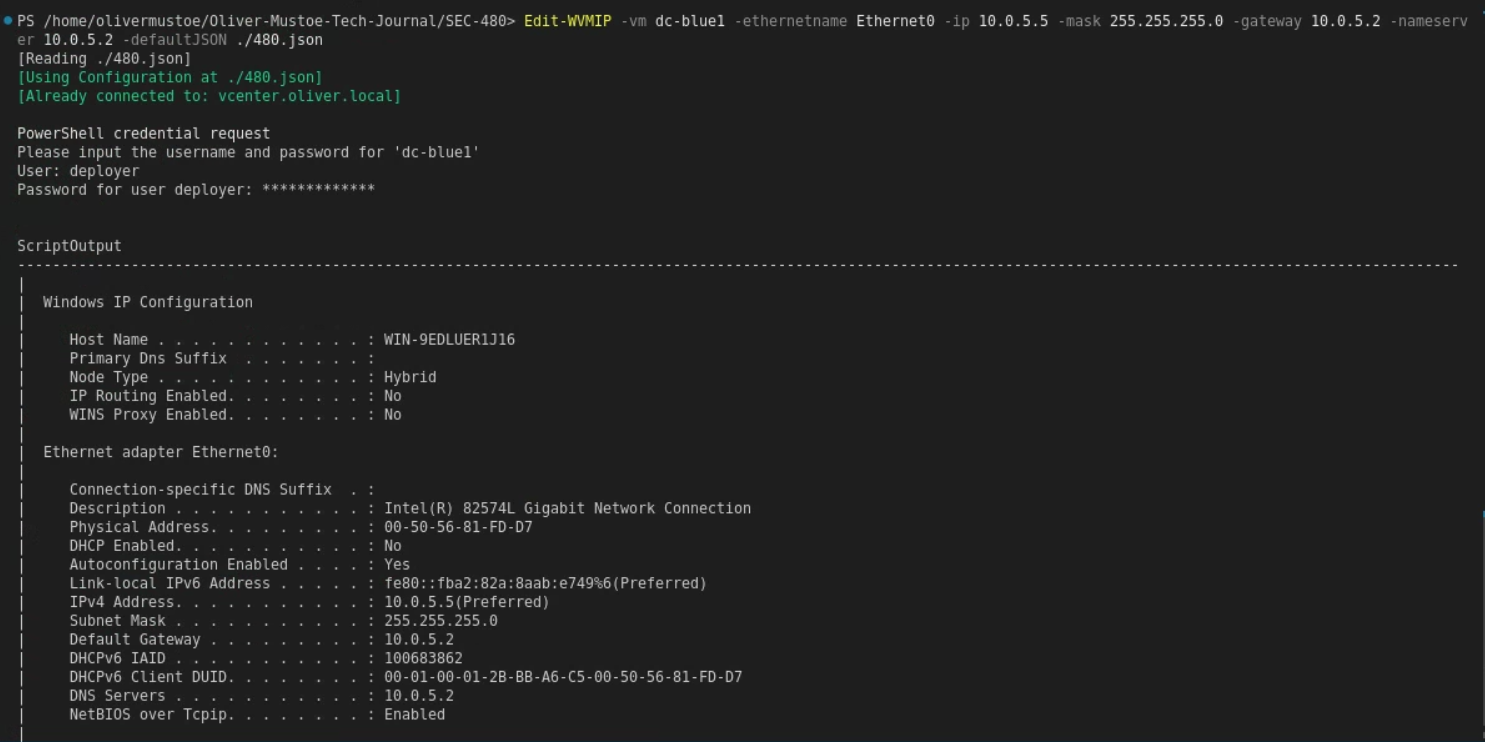 PS /home/olivermustoe/Oliver-Mustoe-Tech-Journal/SEC-480> Edit-WVMIP -vm dc-blue1 -ethernetname Ethernet0 -ip 10.0.5.5 -mask 255.255.255.0 -gateway 10.0.5.2 -nameserv
er 10.0.5.2 -defaultJSON ./480.json
[Reading ./480.json]
[Using Configuration at ./480.json]
[Already connected to: vcenter.oliver.local]
PowerShell credential request
Please input the username and password for 'dc-blue1'
User: deployer
Password for user deployer: *************
ScriptOutput
---------------------------------------------------------------------------------------------------------------------------------------------------------------------
|
|  Windows IP Configuration
|
|     Host Name . . . . . . . . . . . . : WIN-9EDLUER1J16
|     Primary Dns Suffix  . . . . . . . :
|     Node Type . . . . . . . . . . . . : Hybrid
|     IP Routing Enabled. . . . . . . . : No
|     WINS Proxy Enabled. . . . . . . . : No
|
|  Ethernet adapter Ethernet0:
|
|     Connection-specific DNS Suffix  . :
|     Description . . . . . . . . . . . : Intel(R) 82574L Gigabit Network Connection
|     Physical Address. . . . . . . . . : 00-50-56-81-FD-D7
|     DHCP Enabled. . . . . . . . . . . : No
|     Autoconfiguration Enabled . . . . : Yes
|     Link-local IPv6 Address . . . . . : fe80::fba2:82a:8aab:e749%6(Preferred)
|     IPv4 Address. . . . . . . . . . . : 10.0.5.5(Preferred)
|     Subnet Mask . . . . . . . . . . . : 255.255.255.0
|     Default Gateway . . . . . . . . . : 10.0.5.2
|     DHCPv6 IAID . . . . . . . . . . . : 100683862
|     DHCPv6 Client DUID. . . . . . . . : 00-01-00-01-2B-BB-A6-C5-00-50-56-81-FD-D7
|     DNS Servers . . . . . . . . . . . : 10.0.5.2
|     NetBIOS over Tcpip. . . . . . . . : Enabled
|